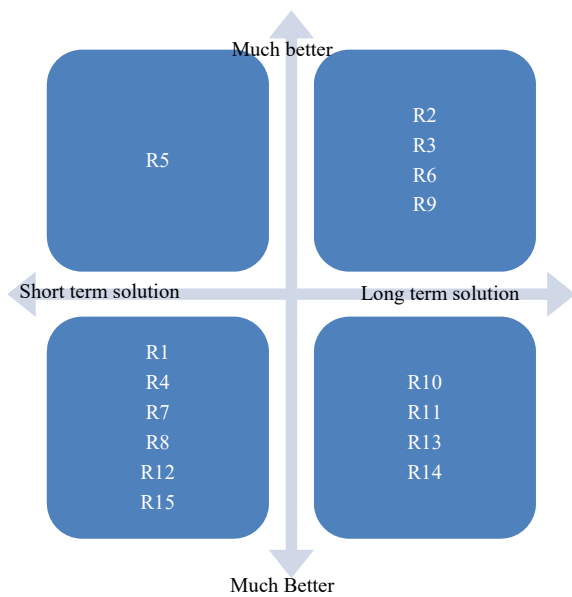 Much better
R5
R2
R3
R6
R9
Short term solution
Long term solution
R1
R4
R7
R8
R12
R15
R10
R11
R13
R14
Much Better